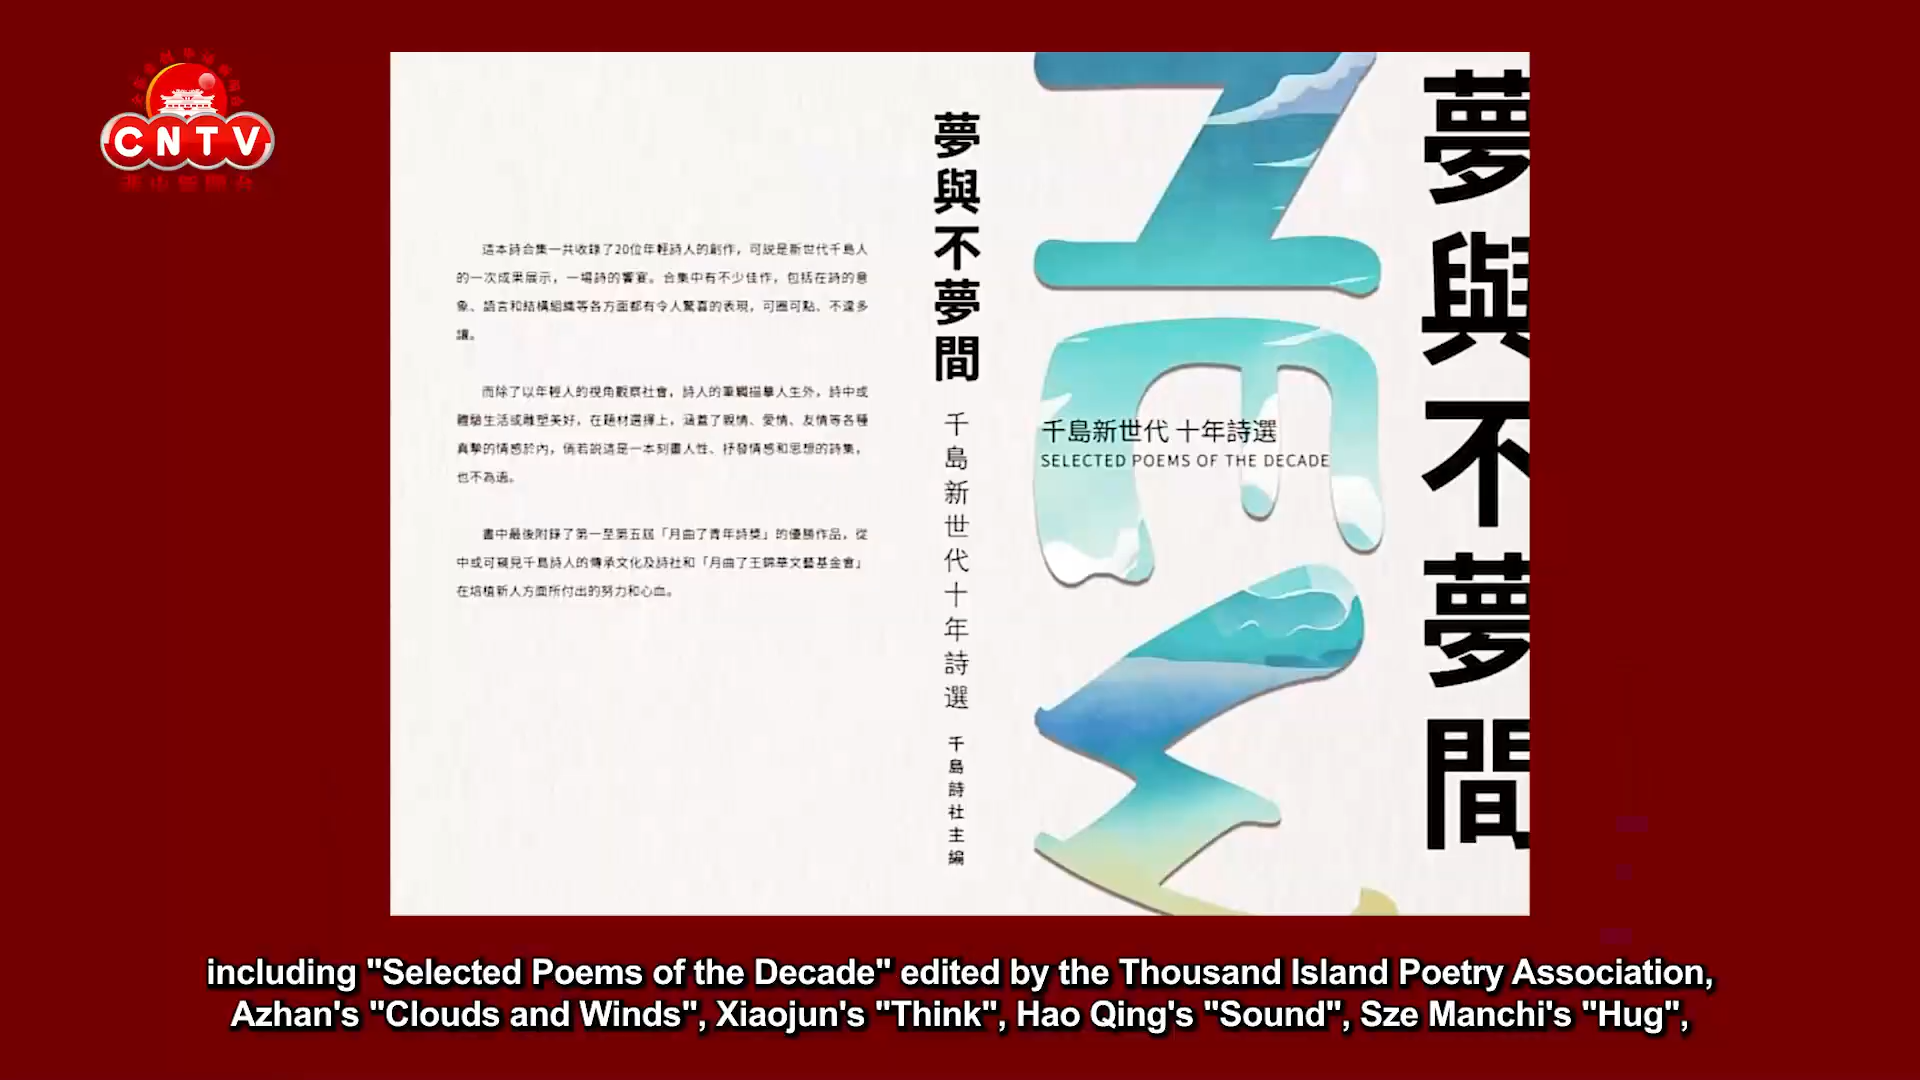 CNTV
這本詩合集一共收錄了20位年輕詩人的創作，可說是新世代千島人
的一次成果展示，一場詩的饗宴。合集中有不少佳作，包括在詩的意
象、語言和結構組織等各方面都有令人驚喜的表現，可圈可點、不遑多
讓。
而除了以年輕人的視角觀察社會，詩人的筆觸描摹人生外，詩中或
體驗生活或雕塑美好，在題材選擇上，涵蓋了親情、愛情、友情等各種
真摯的情感於內，倘若說這是一本刻畫人性、抒發情感和思想的詩集，
也不為過。
書中最後附錄了第一至第五屆「月曲了青年詩獎」的優勝作品，從
中或可窺見千島詩人的傳承文化及詩社和「月曲了王錦華文藝基金會」
在培植新人方面所付出的努力和心血。
夢與不夢間
千島新世代十年詩選
千島詩社主編
NEW
千島新世代 十年詩選
SELECTED POEMS OF THE DECADE
夢與不夢間
including "Selected Poems of the Decade" edited by the Thousand Island Poetry Association,
Azhan's "Clouds and Winds", Xiaojun's "Think", Hao Qing's "Sound", Sze Manchi's "Hug",